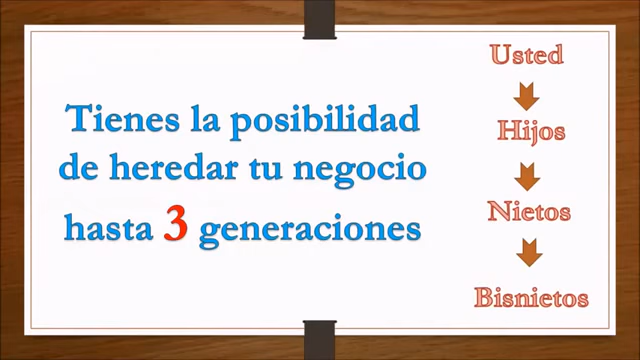 Tienes la posibilidad
de heredar tu negocio
hasta 3 generaciones
Usted
Hijos
Nietos
Bisnietos